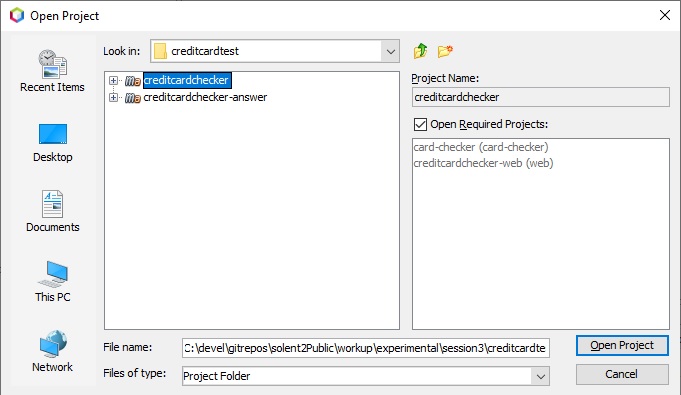 Open Project
Look in:
creditcardtest
Recent Items
Desktop
Documents
This PC
Network
creditcardchecker
creditcardchecker-answer
Project Name:
creditcardchecker
Open Required Projects:
card-checker (card-checker)
creditcardchecker-web (web)
File name:
C:\devel\gitrepos\solent2Public\workup\experimental\session3\creditcardte
Open Project
Files of type:
Project Folder
Cancel